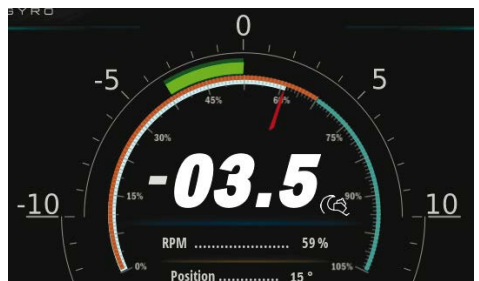 GYRO
0
-5 5
45% 60%
30% 75%
-03.5
15% 90%
-10 10
RPM ...................... 59 %
0% 105%
Position .............. 15 °